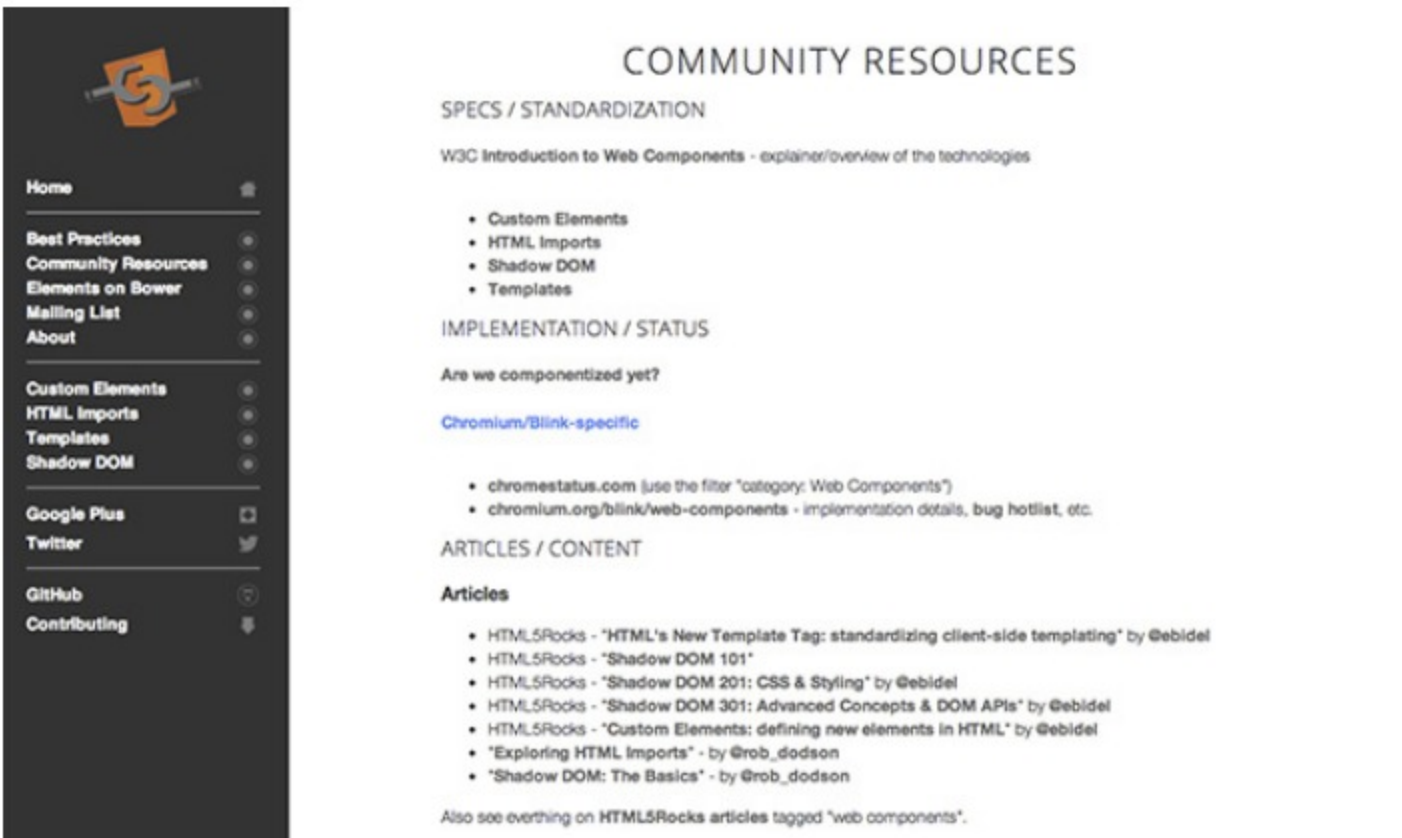 Home
Best Practices
Community Resources
Elements on Bower
Mailing List
About
Custom Elements
HTML Imports
Templates
Shadow DOM
Google Plus
Twitter
GitHub
Contributing
COMMUNITY RESOURCES
SPECS / STANDARDIZATION
W3C Introduction to Web Components - explainer/overview of the technologies
• Custom Elements
• HTML Imports
• Shadow DOM
• Templates
IMPLEMENTATION / STATUS
Are we componentized yet?
Chromium/Blink-specific
• chromestatus.com (use the filter "category: Web Components")
• chromium.org/blink/web-components - implementation details, bug hotlist, etc.
ARTICLES / CONTENT
Articles
• HTML5Rocks - "HTML's New Template Tag: standardizing client-side templating" by @ebidel
• HTML5Rocks - "Shadow DOM 101"
• HTML5Rocks - "Shadow DOM 201: CSS & Styling" by @ebidel
• HTML5Rocks - "Shadow DOM 301: Advanced Concepts & DOM APIs" by @ebidel
• HTML5Rocks - "Custom Elements: defining new elements in HTML" by @ebidel
• "Exploring HTML Imports" - by @rob_dodson
• "Shadow DOM: The Basics" - by @rob_dodson
Also see everthing on HTML5Rocks articles tagged "web components".